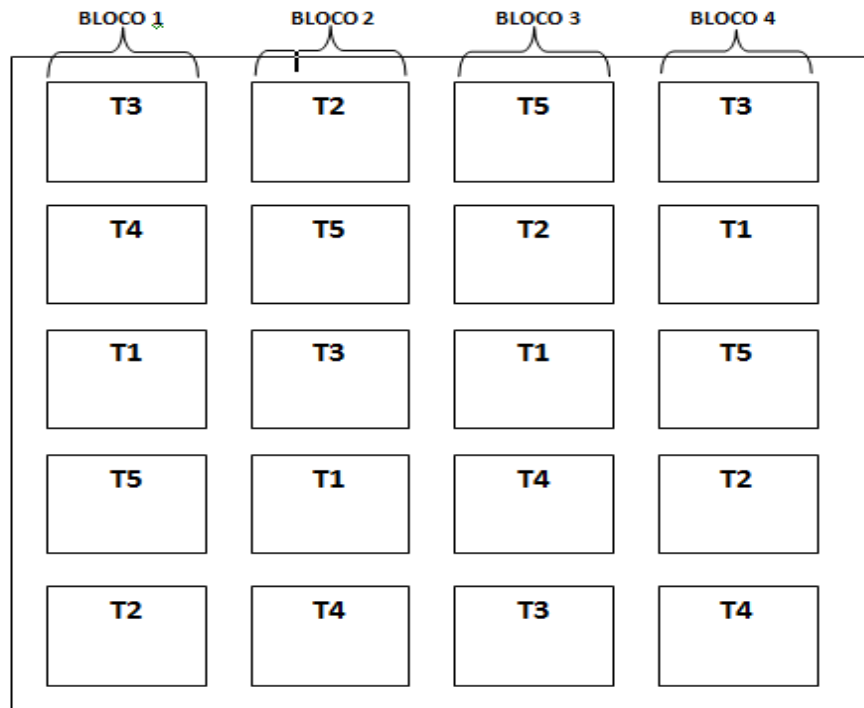 BLOCO 1 BLOCO 2 BLOCO 3 BLOCO 4
T3 T2 T5 T3
T4 T5 T2 T1
T1 T3 T1 T5
T5 T1 T4 T2
T2 T4 T3 T4